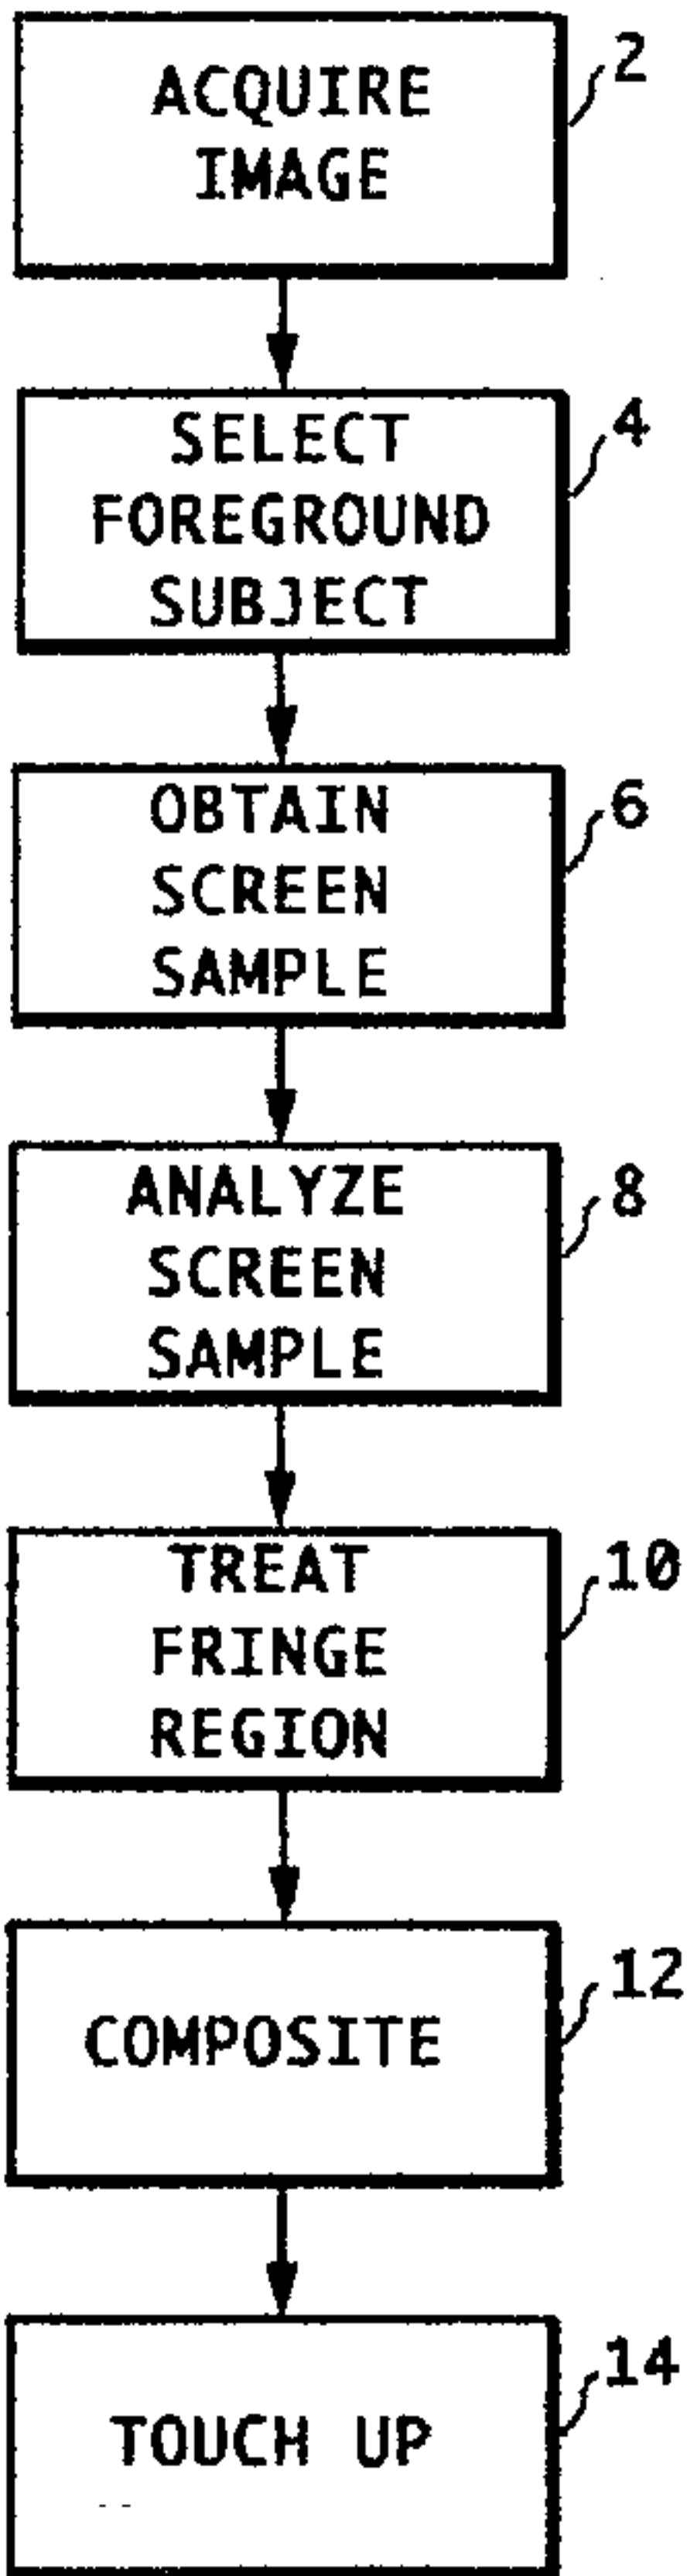 ACQUIRE
IMAGE
2
SELECT
FOREGROUND
SUBJECT
4
OBTAIN
SCREEN
SAMPLE
6
ANALYZE
SCREEN
SAMPLE
8
TREAT
FRINGE
REGION
10
COMPOSITE
12
TOUCH UP
14